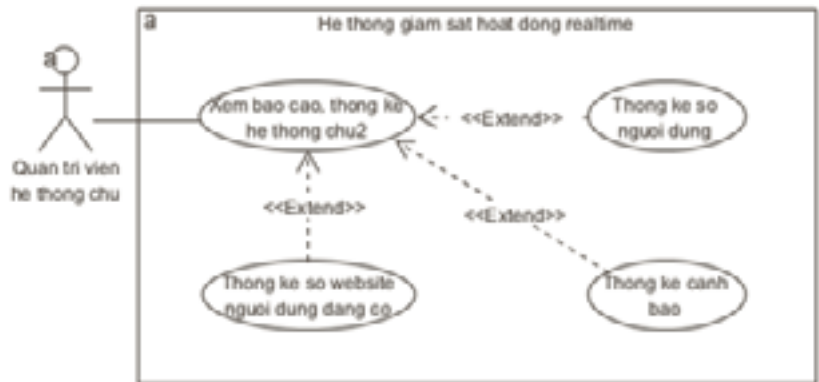 a
He thong giam sat hoat dong realtime
a
Quan tri vien
he thong chu
Xem bao cao, thong ke
he thong chu2
<<Extend>>
Thong ke so
nguoi dung
<<Extend>>
<<Extend>>
Thong ke so website
nguoi dung dang co
Thong ke canh
bao